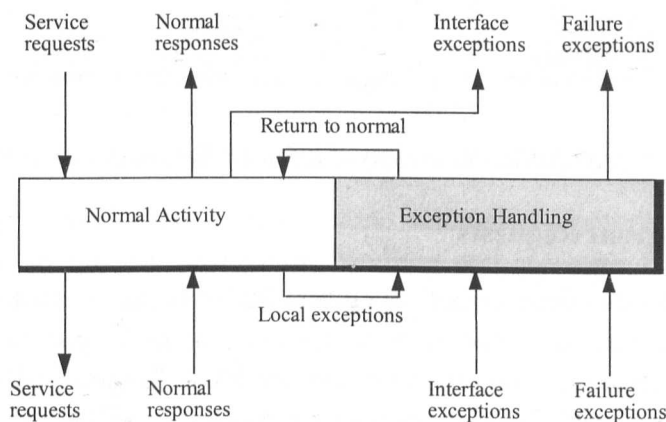 Service
requests
Normal
responses
Interface
exceptions
Failure
exceptions
Return to normal
Normal Activity
Exception Handling
Local exceptions
Service
requests
Normal
responses
Interface
exceptions
Failure
exceptions